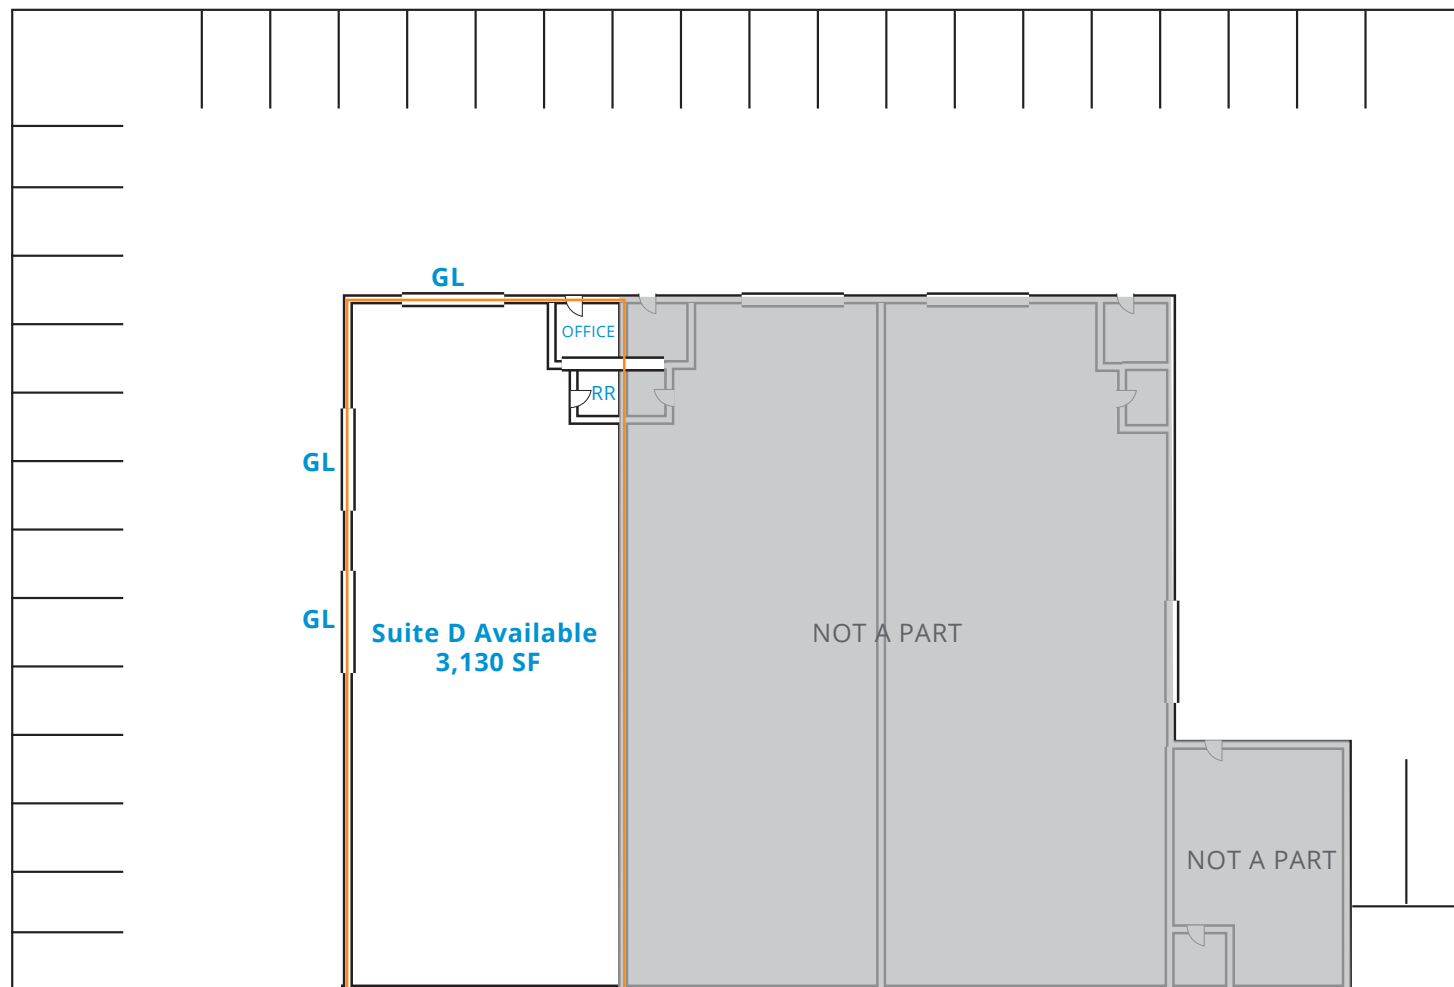 GL
OFFICE
RR
GL
GL
Suite D Available
3,130 SF
NOT A PART
NOT A PART